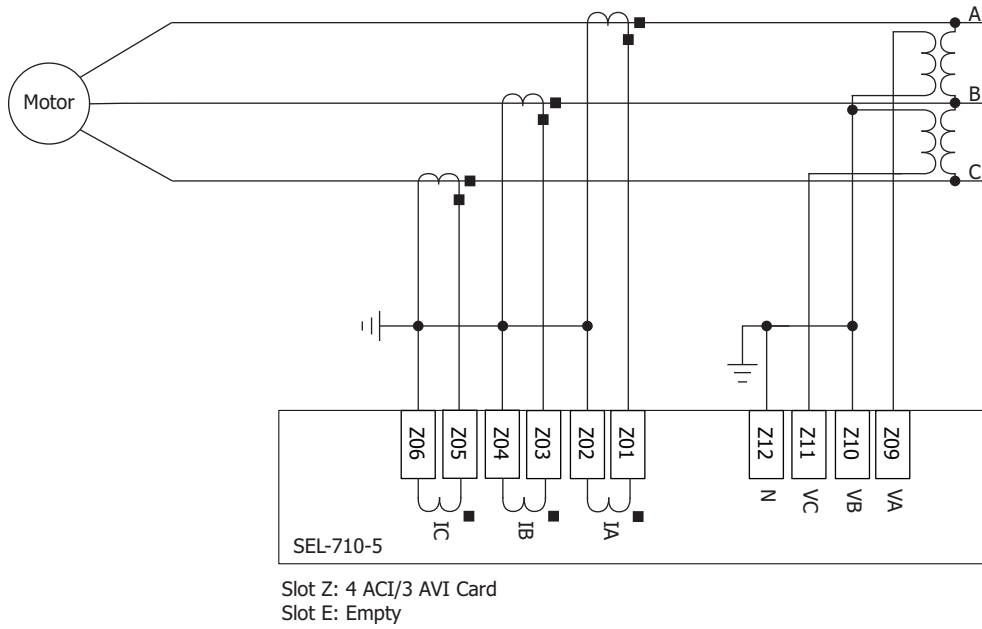 A
Motor
B
C
Z06
Z05
Z04
Z03
Z02
Z01
Z12
Z11
Z10
Z09
N
VC
VB
VA
IC
IB
IA
SEL-710-5
Slot Z: 4 ACI/3 AVI Card
Slot E: Empty